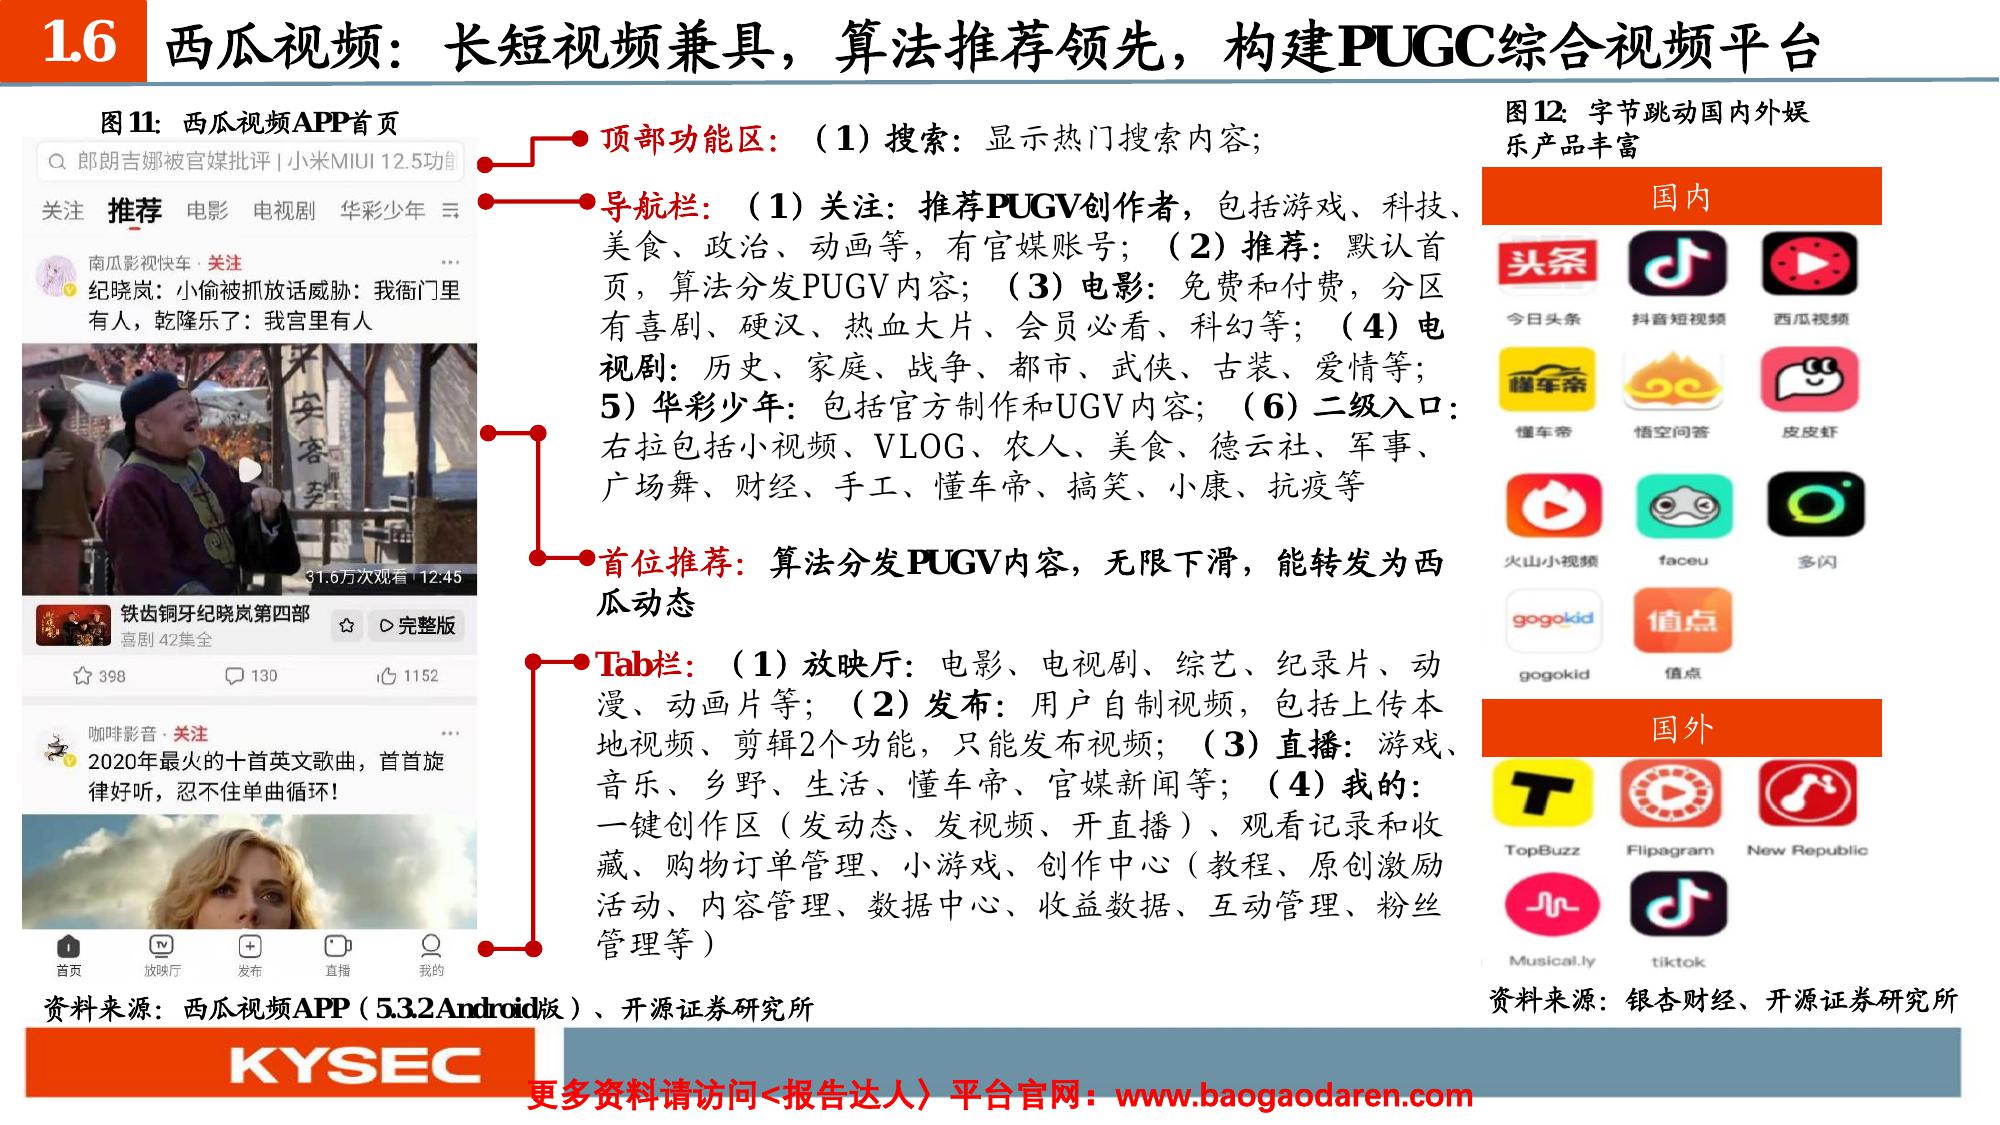 1.6
西瓜视频：长短视频兼具，算法推荐领先，构建PUGC综合视频平台
图11：西瓜视频APP首页
郎朗吉娜被官媒批评 | 小米MIUI 12.5功能
关注 推荐 电影 电视剧 华彩少年
南瓜影视快车 · 关注
纪晓岚：小偷被抓放话威胁：我衙门里
有人，乾隆乐了：我宫里有人
安客
31.6万次观看 | 12:45
铁齿铜牙纪晓岚第四部
喜剧 42集全
完整版
398 130 1152
咖啡影音 · 关注
2020年最火的十首英文歌曲，首首旋
律好听，忍不住单曲循环！
首页 放映厅 发布 直播 我的
资料来源：西瓜视频APP（5.3.2 Android版）、开源证券研究所
顶部功能区：（1）搜索：显示热门搜索内容；
导航栏：（1）关注：推荐PUGV创作者，包括游戏、科技、
美食、政治、动画等，有官媒账号；（2）推荐：默认首
页，算法分发PUGV内容；（3）电影：免费和付费，分区
有喜剧、硬汉、热血大片、会员必看、科幻等；（4）电
视剧：历史、家庭、战争、都市、武侠、古装、爱情等；
5）华彩少年：包括官方制作和UGV内容；（6）二级入口：
右拉包括小视频、VLOG、农人、美食、德云社、军事、
广场舞、财经、手工、懂车帝、搞笑、小康、抗疫等
首位推荐：算法分发PUGV内容，无限下滑，能转发为西
瓜动态
Tab栏：（1）放映厅：电影、电视剧、综艺、纪录片、动
漫、动画片等；（2）发布：用户自制视频，包括上传本
地视频、剪辑2个功能，只能发布视频；（3）直播：游戏、
音乐、乡野、生活、懂车帝、官媒新闻等；（4）我的：
一键创作区（发动态、发视频、开直播）、观看记录和收
藏、购物订单管理、小游戏、创作中心（教程、原创激励
活动、内容管理、数据中心、收益数据、互动管理、粉丝
管理等）
图12：字节跳动国内外娱
乐产品丰富
国内
头条
今日头条 抖音短视频 西瓜视频
懂车帝
懂车帝 悟空问答 皮皮虾
火山小视频 faceu 多闪
gogokid 值点
gogokid 值点
国外
TopBuzz Flipagram New Republic
Musical.ly tiktok
资料来源：银杏财经、开源证券研究所
KYSEC
更多资料请访问<报告达人〉平台官网：www.baogaodaren.com